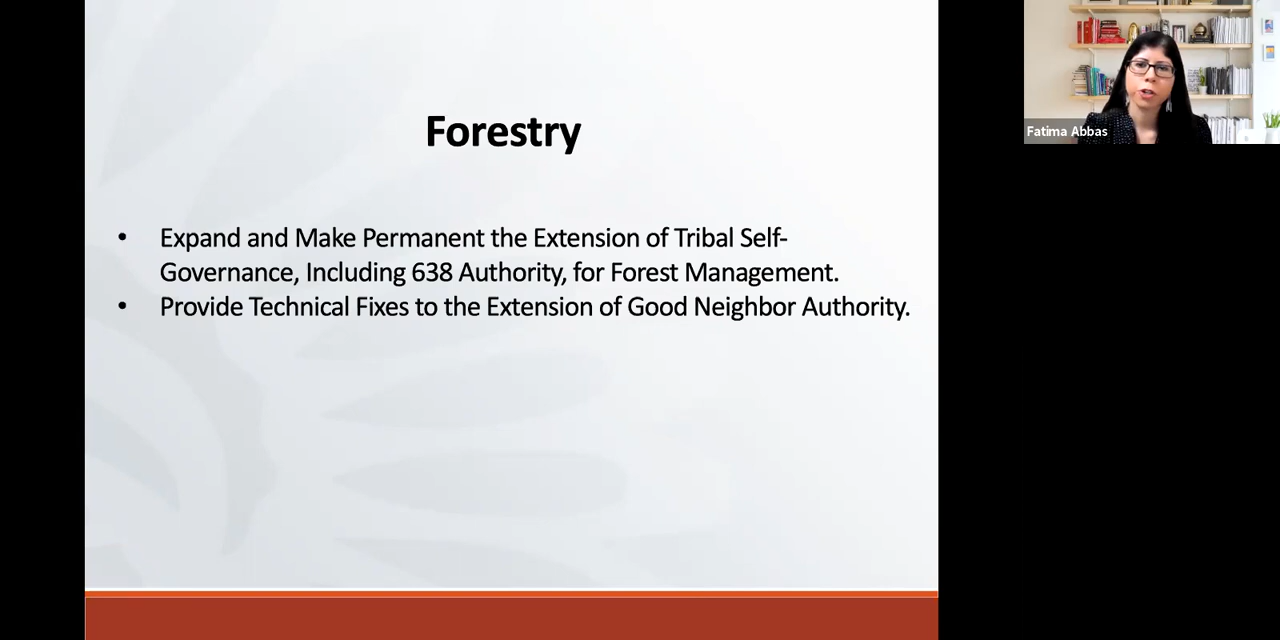 Forestry
• Expand and Make Permanent the Extension of Tribal Self-
Governance, Including 638 Authority, for Forest Management.
• Provide Technical Fixes to the Extension of Good Neighbor Authority.
Fatima Abbas